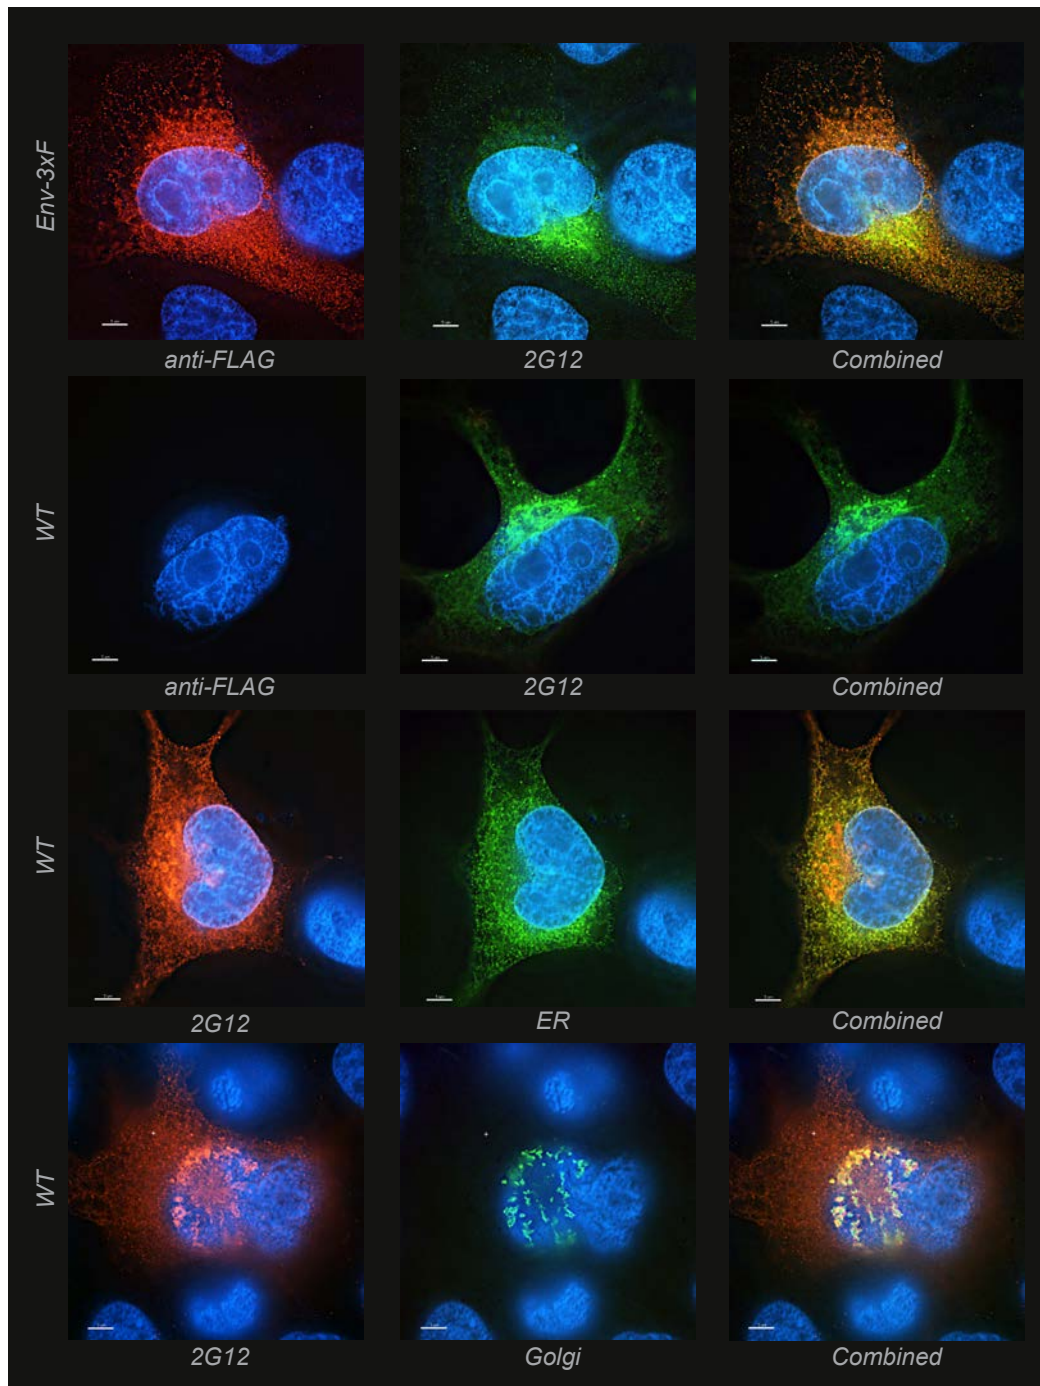 Env-3xF
anti-FLAG 2G12 Combined
WT
anti-FLAG 2G12 Combined
WT
2G12 ER Combined
WT
2G12 Golgi Combined